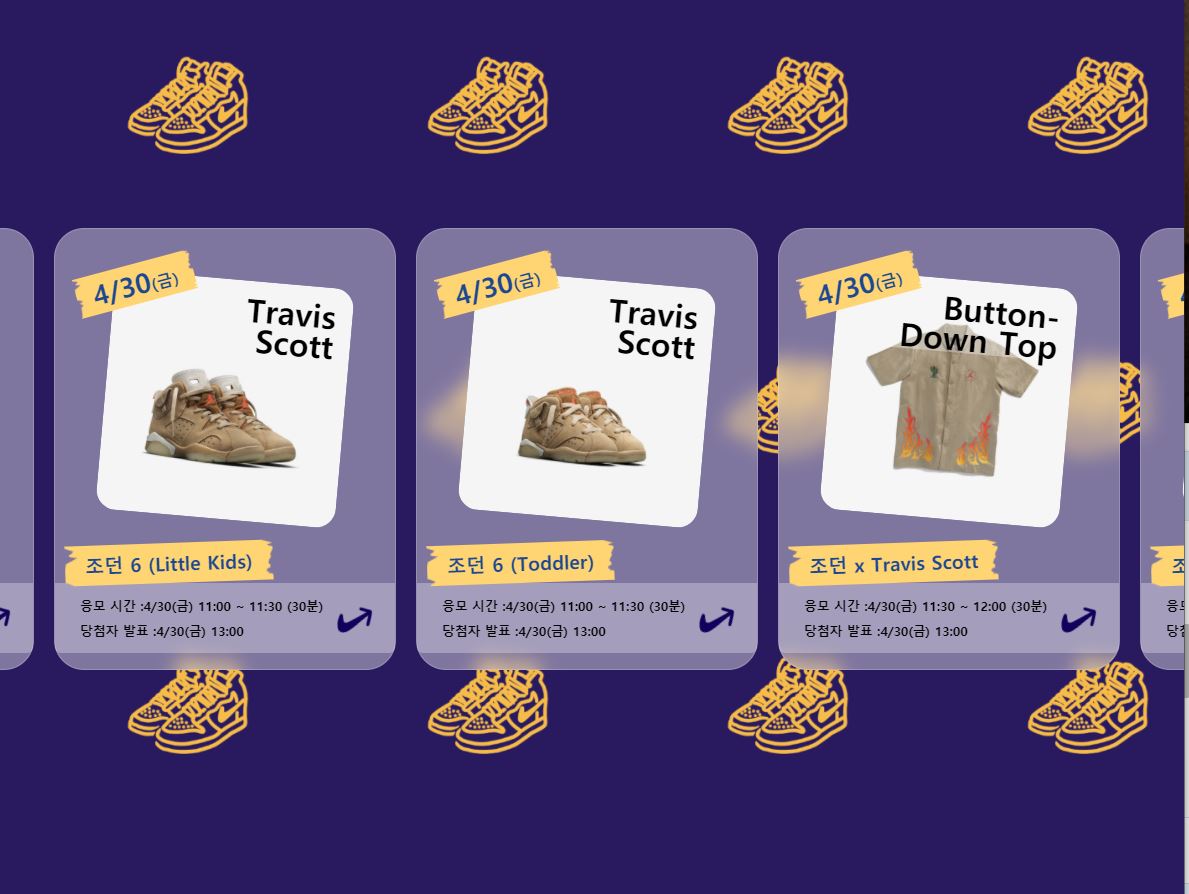 4/30(금)
Travis
Scott
조던 6 (Little Kids)
응모 시간 :4/30(금) 11:00 ~ 11:30 (30분)
당첨자 발표 :4/30(금) 13:00
4/30(금)
Travis
Scott
조던 6 (Toddler)
응모 시간 :4/30(금) 11:00 ~ 11:30 (30분)
당첨자 발표 :4/30(금) 13:00
4/30(금)
Button-
Down Top
조던 x Travis Scott
응모 시간 :4/30(금) 11:30 ~ 12:00 (30분)
당첨자 발표 :4/30(금) 13:00